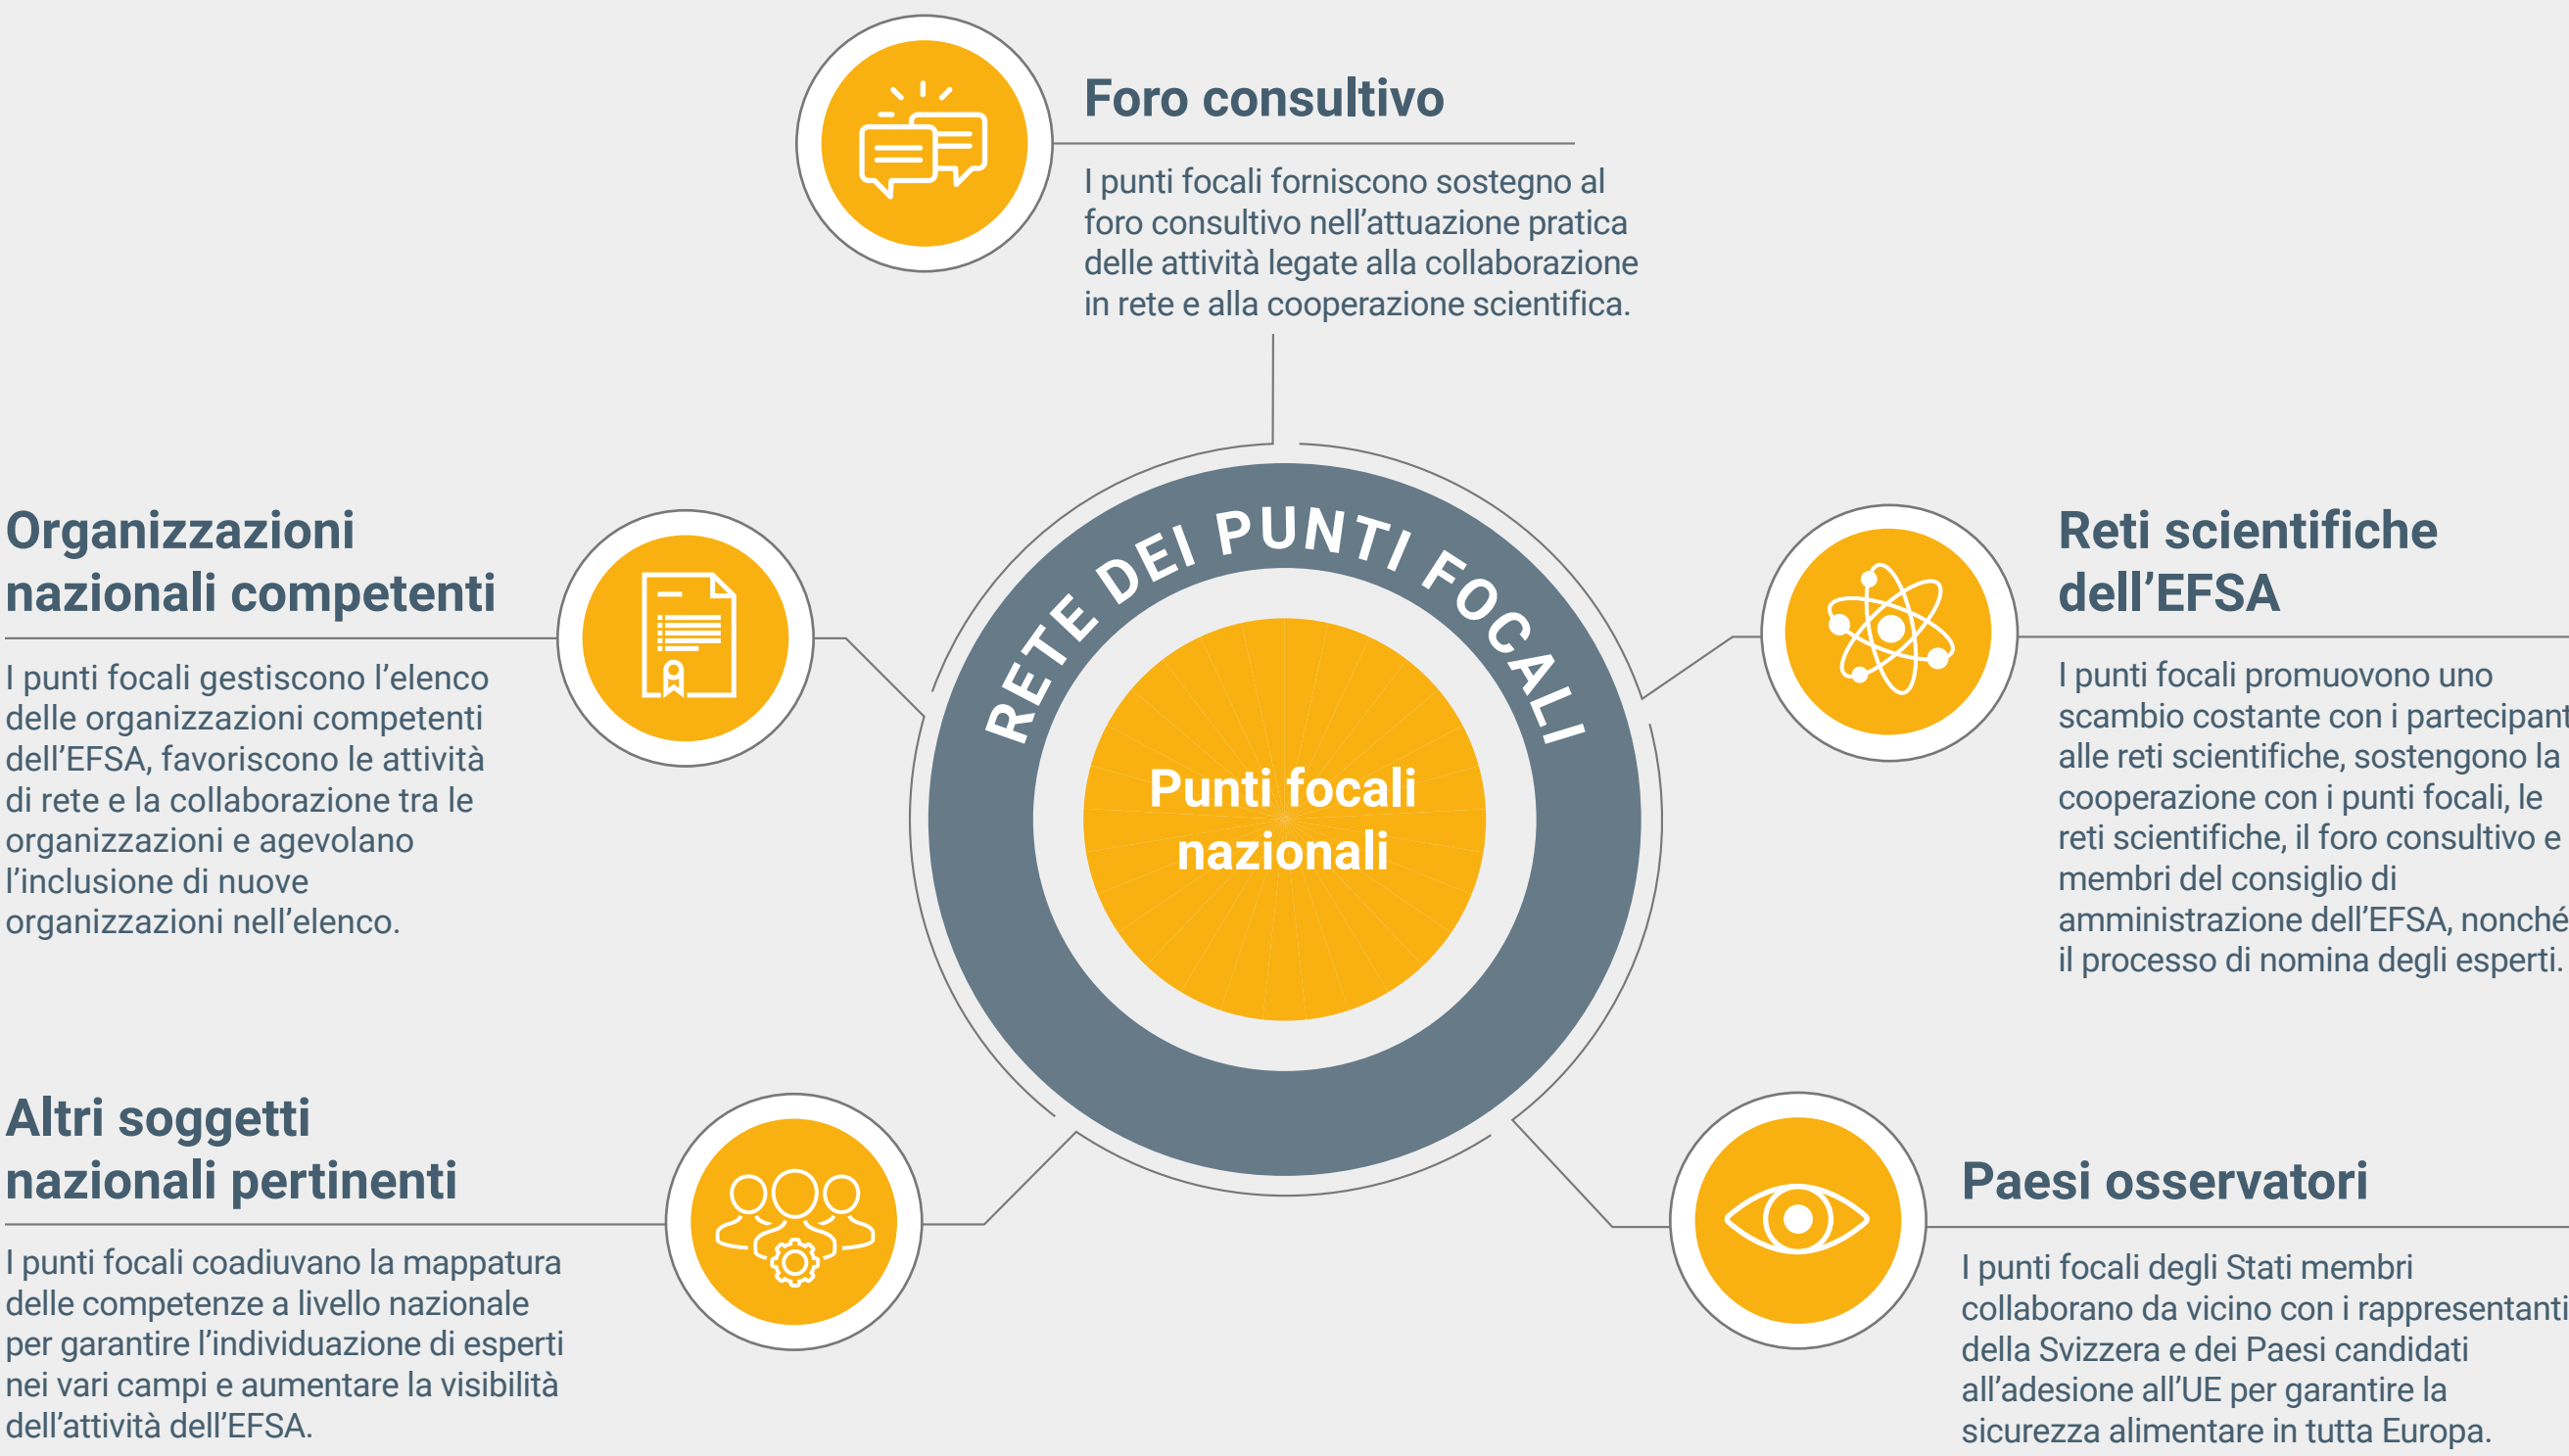 Foro consultivo
I punti focali forniscono sostegno al
foro consultivo nell’attuazione pratica
delle attività legate alla collaborazione
in rete e alla cooperazione scientifica.
Organizzazioni
nazionali competenti
I punti focali gestiscono l’elenco
delle organizzazioni competenti
dell’EFSA, favoriscono le attività
di rete e la collaborazione tra le
organizzazioni e agevolano
l’inclusione di nuove
organizzazioni nell’elenco.
RETE DEI PUNTI FOCALI
Punti focali
nazionali
Reti scientifiche
dell’EFSA
I punti focali promuovono uno
scambio costante con i partecipant
alle reti scientifiche, sostengono la
cooperazione con i punti focali, le
reti scientifiche, il foro consultivo e
membri del consiglio di
amministrazione dell’EFSA, nonché
il processo di nomina degli esperti.
Altri soggetti
nazionali pertinenti
I punti focali coadiuvano la mappatura
delle competenze a livello nazionale
per garantire l’individuazione di esperti
nei vari campi e aumentare la visibilità
dell’attività dell’EFSA.
Paesi osservatori
I punti focali degli Stati membri
collaborano da vicino con i rappresentanti
della Svizzera e dei Paesi candidati
all’adesione all’UE per garantire la
sicurezza alimentare in tutta Europa.